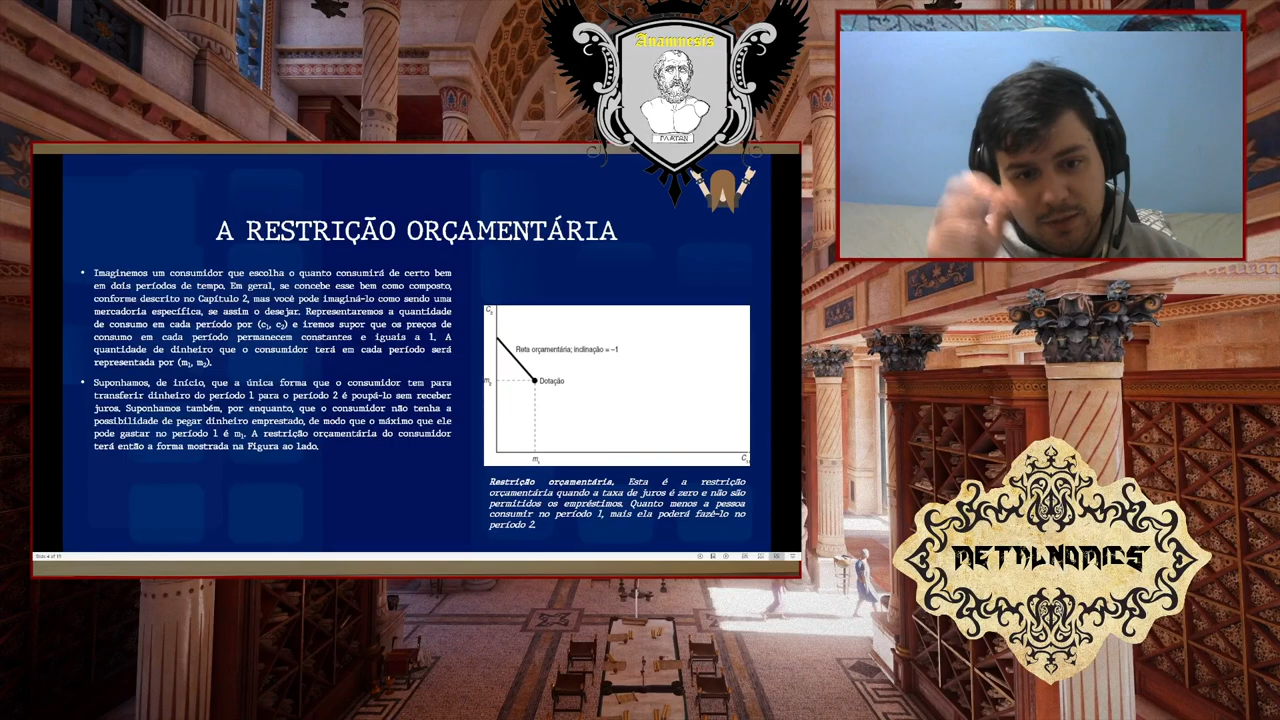 Anamnesis
A RESTRIÇÃO ORÇAMENTÁRIA
• Imaginemos um consumidor que escolha o quanto consumirá de certo bem
em dois períodos de tempo. Em geral, se concebe esse bem como composto,
conforme descrito no Capítulo 2, mas você pode imaginá-lo como sendo uma
mercadoria específica, se assim o desejar. Representaremos a quantidade
de consumo em cada período por (c₁, c₂) e iremos supor que os preços de
consumo em cada período permanecem constantes e iguais a 1. A
quantidade de dinheiro que o consumidor terá em cada período será
representada por (m₁, m₂).
• Suponhamos, de início, que a única forma que o consumidor tem para
transferir dinheiro do período 1 para o período 2 é poupá-lo sem receber
juros. Suponhamos também, por enquanto, que o consumidor não tenha a
possibilidade de pegar dinheiro emprestado, de modo que o máximo que ele
pode gastar no período 1 é m₁. A restrição orçamentária do consumidor
terá então a forma mostrada na Figura ao lado.
C₂
Reta orçamentária; inclinação = –1
m₂
Dotação
m₁
C₁
Restrição orçamentária. Esta é a restrição
orçamentária quando a taxa de juros é zero e não são
permitidos os empréstimos. Quanto menos a pessoa
consumir no período 1, mais ela poderá fazê-lo no
período 2.
METALNOMICS